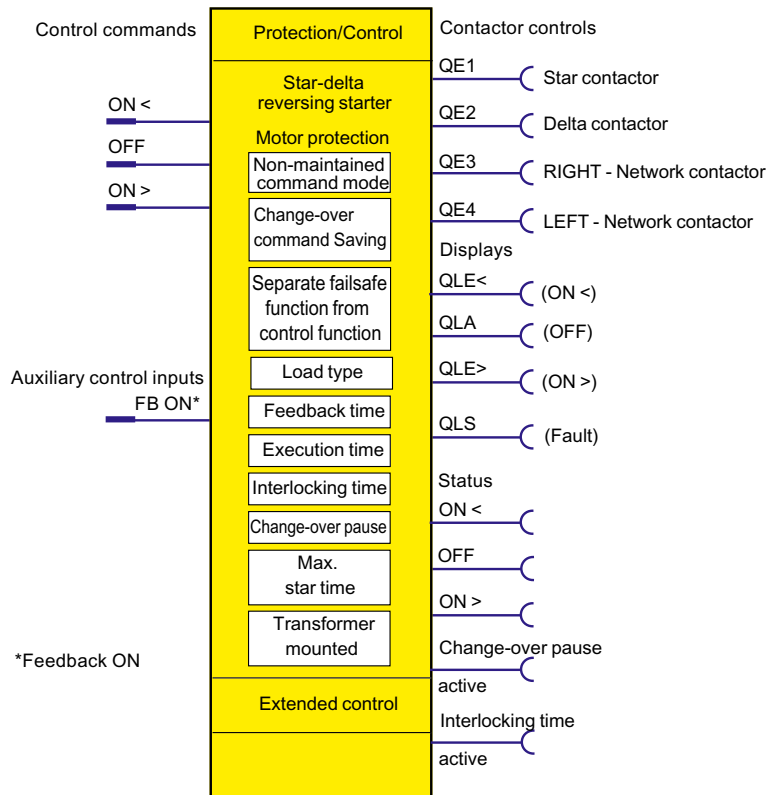 Control commands
ON <
OFF
ON >
Auxiliary control inputs
FB ON*
*Feedback ON
Protection/Control
Star-delta
reversing starter
Motor protection
Non-maintained
command mode
Change-over
command Saving
Separate failsafe
function from
control function
Load type
Feedback time
Execution time
Interlocking time
Change-over pause
Max.
star time
Transformer
mounted
Extended control
Contactor controls
QE1
Star contactor
QE2
Delta contactor
QE3
RIGHT - Network contactor
QE4
LEFT - Network contactor
Displays
QLE<
(ON <)
QLA
(OFF)
QLE>
(ON >)
QLS
(Fault)
Status
ON <
OFF
ON >
Change-over pause
active
Interlocking time
active